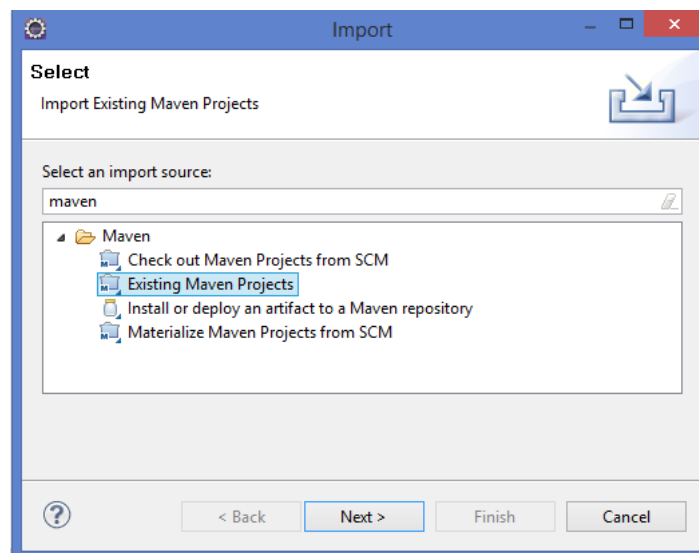 Import
Select
Import Existing Maven Projects
Select an import source:
maven
Maven
Check out Maven Projects from SCM
Existing Maven Projects
Install or deploy an artifact to a Maven repository
Materialize Maven Projects from SCM
? < Back Next > Finish Cancel